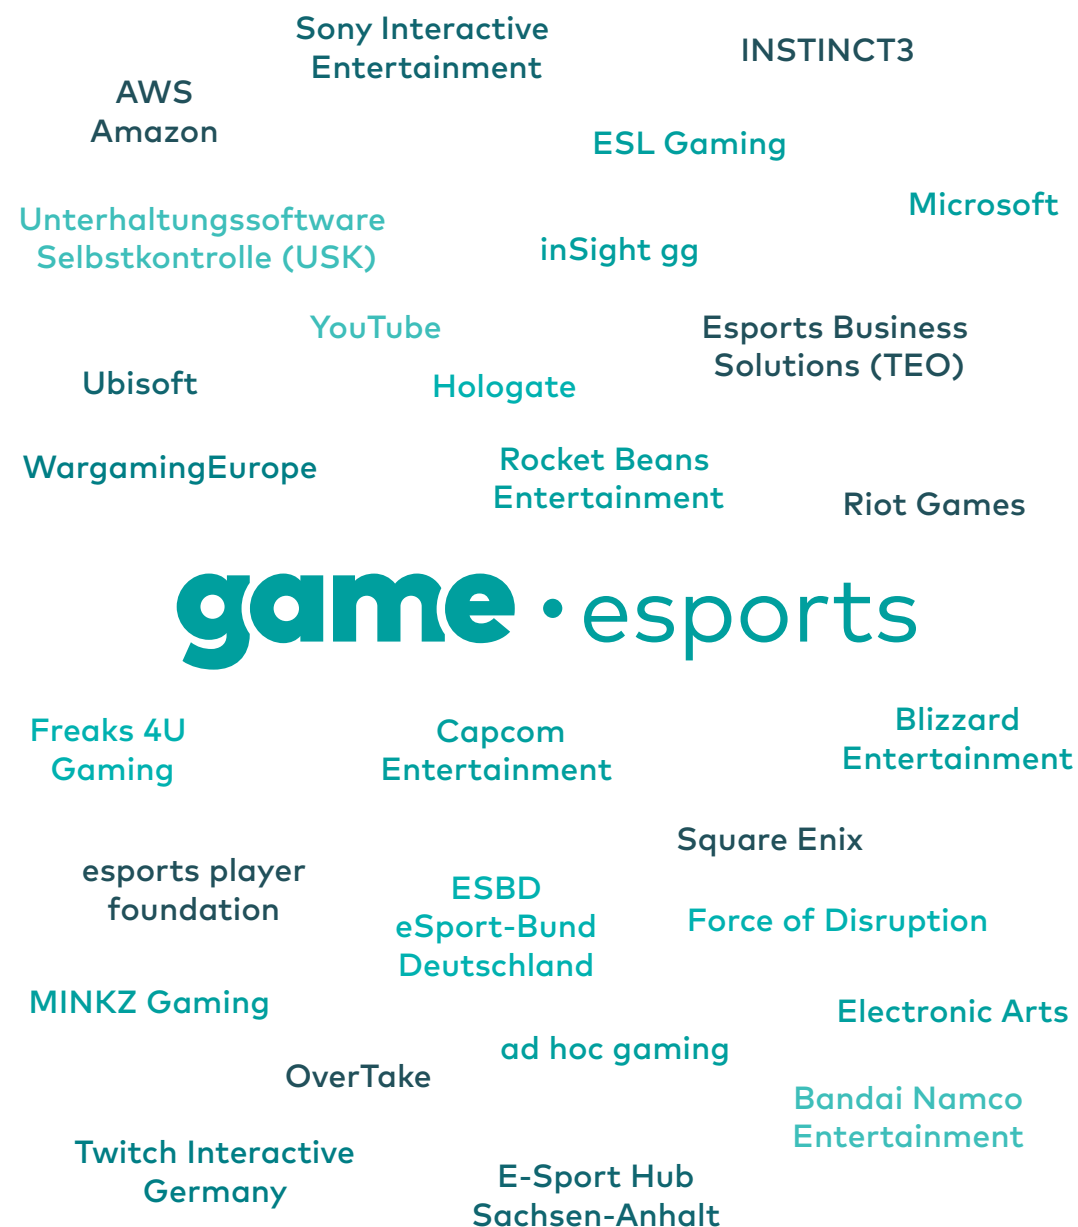 Sony Interactive
Entertainment
INSTINCT3
AWS
Amazon
ESL Gaming
Microsoft
Unterhaltungssoftware
Selbstkontrolle (USK)
inSight gg
YouTube
Esports Business
Solutions (TEO)
Ubisoft
Hologate
WargamingEurope
Rocket Beans
Entertainment
Riot Games
game · esports
Freaks 4U
Gaming
Capcom
Entertainment
Blizzard
Entertainment
Square Enix
esports player
foundation
ESBD
eSport-Bund
Deutschland
Force of Disruption
MINKZ Gaming
Electronic Arts
ad hoc gaming
OverTake
Bandai Namco
Entertainment
Twitch Interactive
Germany
E-Sport Hub
Sachsen-Anhalt